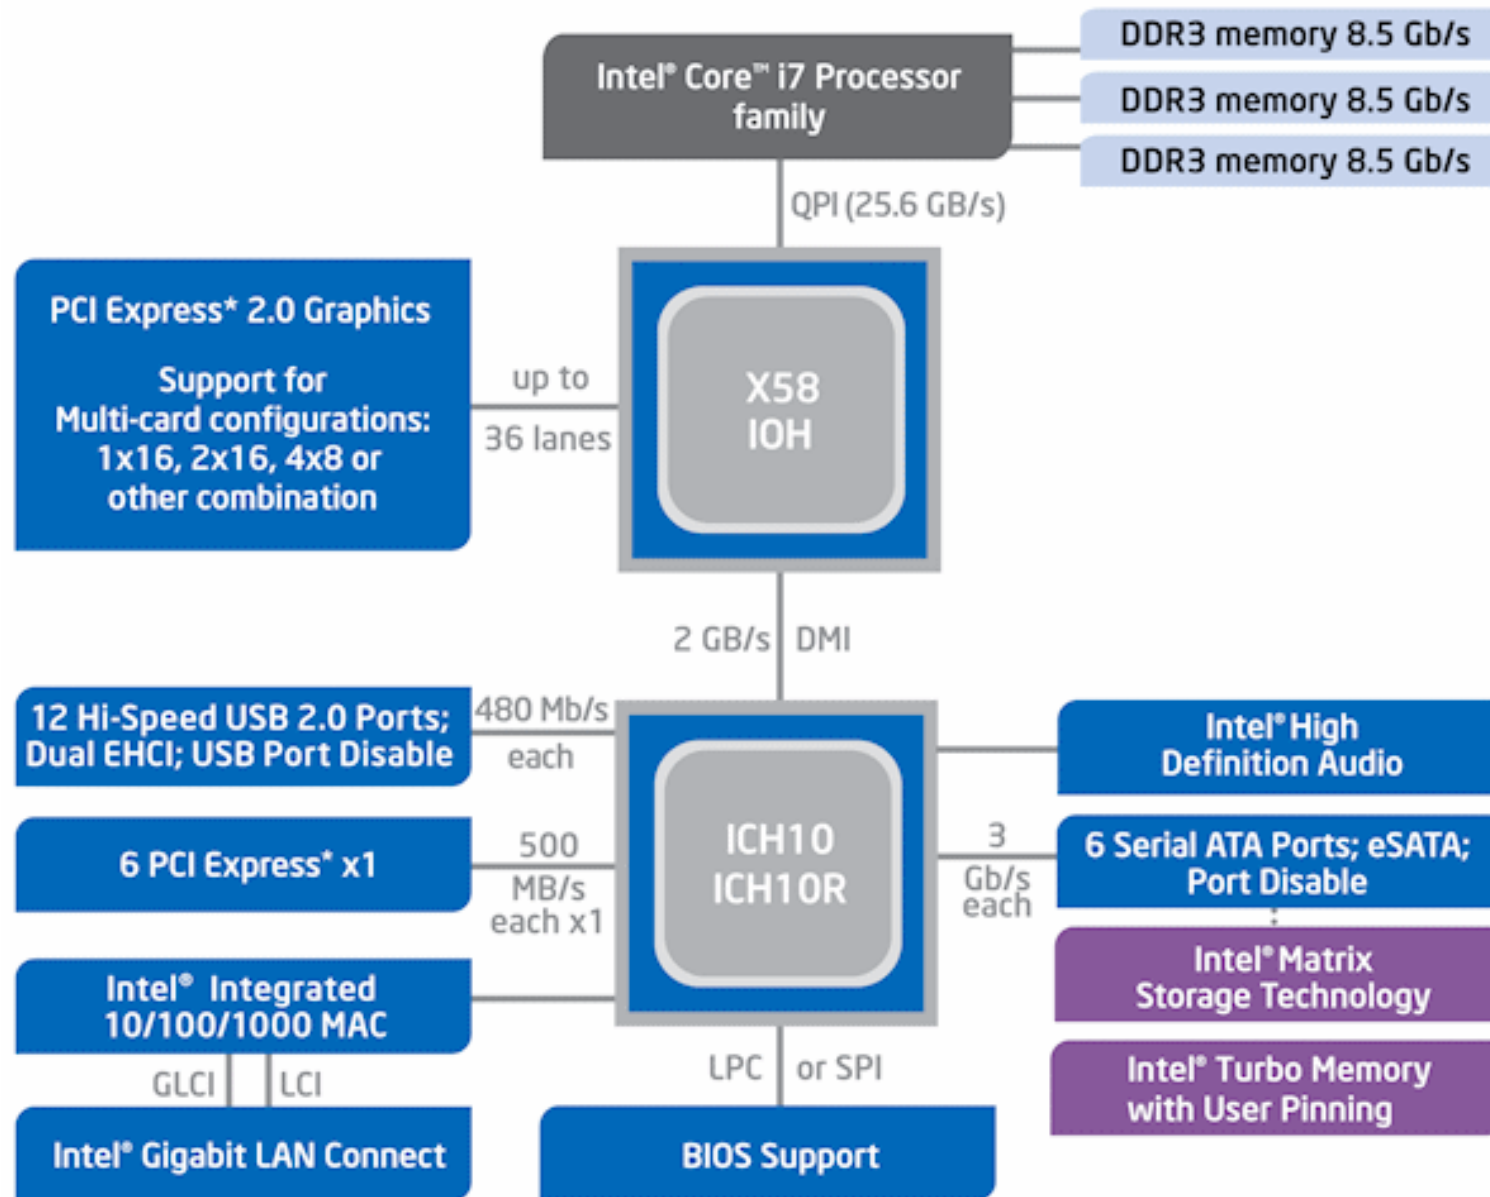 Intel® Core™ i7 Processor
family
DDR3 memory 8.5 Gb/s
DDR3 memory 8.5 Gb/s
DDR3 memory 8.5 Gb/s
QPI (25.6 GB/s)
PCI Express* 2.0 Graphics
Support for
Multi-card configurations:
1x16, 2x16, 4x8 or
other combination
up to
36 lanes
X58
IOH
2 GB/s DMI
12 Hi-Speed USB 2.0 Ports;
Dual EHCI; USB Port Disable
480 Mb/s
each
6 PCI Express* x1
500
MB/s
each x1
Intel® Integrated
10/100/1000 MAC
GLCI LCI
Intel® Gigabit LAN Connect
ICH10
ICH10R
LPC or SPI
BIOS Support
Intel® High
Definition Audio
3
Gb/s
each
6 Serial ATA Ports; eSATA;
Port Disable
Intel® Matrix
Storage Technology
Intel® Turbo Memory
with User Pinning